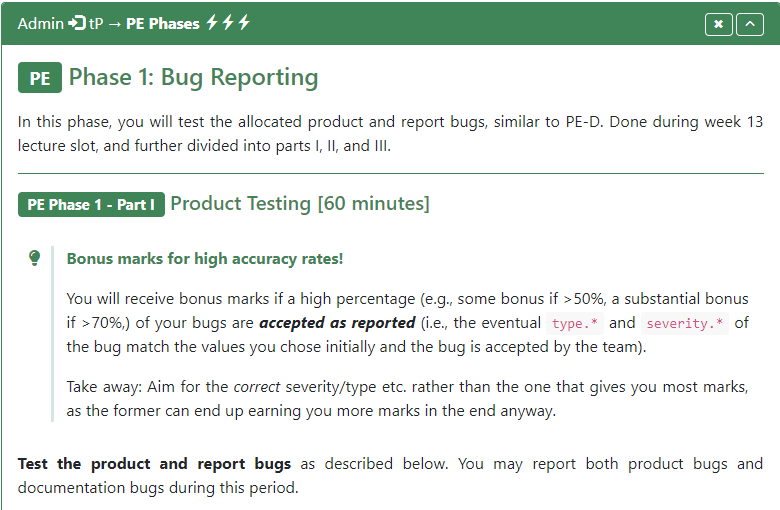 Admin tP → PE Phases
PE Phase 1: Bug Reporting
In this phase, you will test the allocated product and report bugs, similar to PE-D. Done during week 13
lecture slot, and further divided into parts I, II, and III.
PE Phase 1 - Part I Product Testing [60 minutes]
Bonus marks for high accuracy rates!
You will receive bonus marks if a high percentage (e.g., some bonus if >50%, a substantial bonus
if >70%,) of your bugs are accepted as reported (i.e., the eventual type.* and severity.* of
the bug match the values you chose initially and the bug is accepted by the team).
Take away: Aim for the correct severity/type etc. rather than the one that gives you most marks,
as the former can end up earning you more marks in the end anyway.
Test the product and report bugs as described below. You may report both product bugs and
documentation bugs during this period.